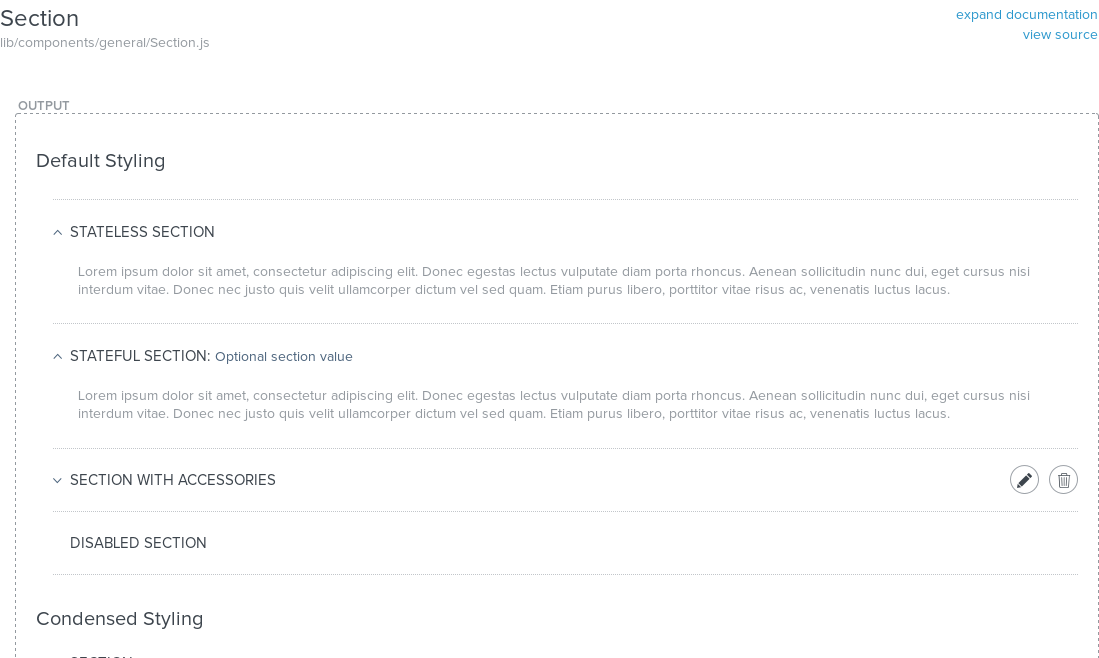 Section
expand documentation
lib/components/general/Section.js
view source
OUTPUT
Default Styling
STATELESS SECTION
Lorem ipsum dolor sit amet, consectetur adipiscing elit. Donec egestas lectus vulputate diam porta rhoncus. Aenean sollicitudin nunc dui, eget cursus nisi
interdum vitae. Donec nec justo quis velit ullamcorper dictum vel sed quam. Etiam purus libero, porttitor vitae risus ac, venenatis luctus lacus.
STATEFUL SECTION: Optional section value
Lorem ipsum dolor sit amet, consectetur adipiscing elit. Donec egestas lectus vulputate diam porta rhoncus. Aenean sollicitudin nunc dui, eget cursus nisi
interdum vitae. Donec nec justo quis velit ullamcorper dictum vel sed quam. Etiam purus libero, porttitor vitae risus ac, venenatis luctus lacus.
SECTION WITH ACCESSORIES
DISABLED SECTION
Condensed Styling
SECTION